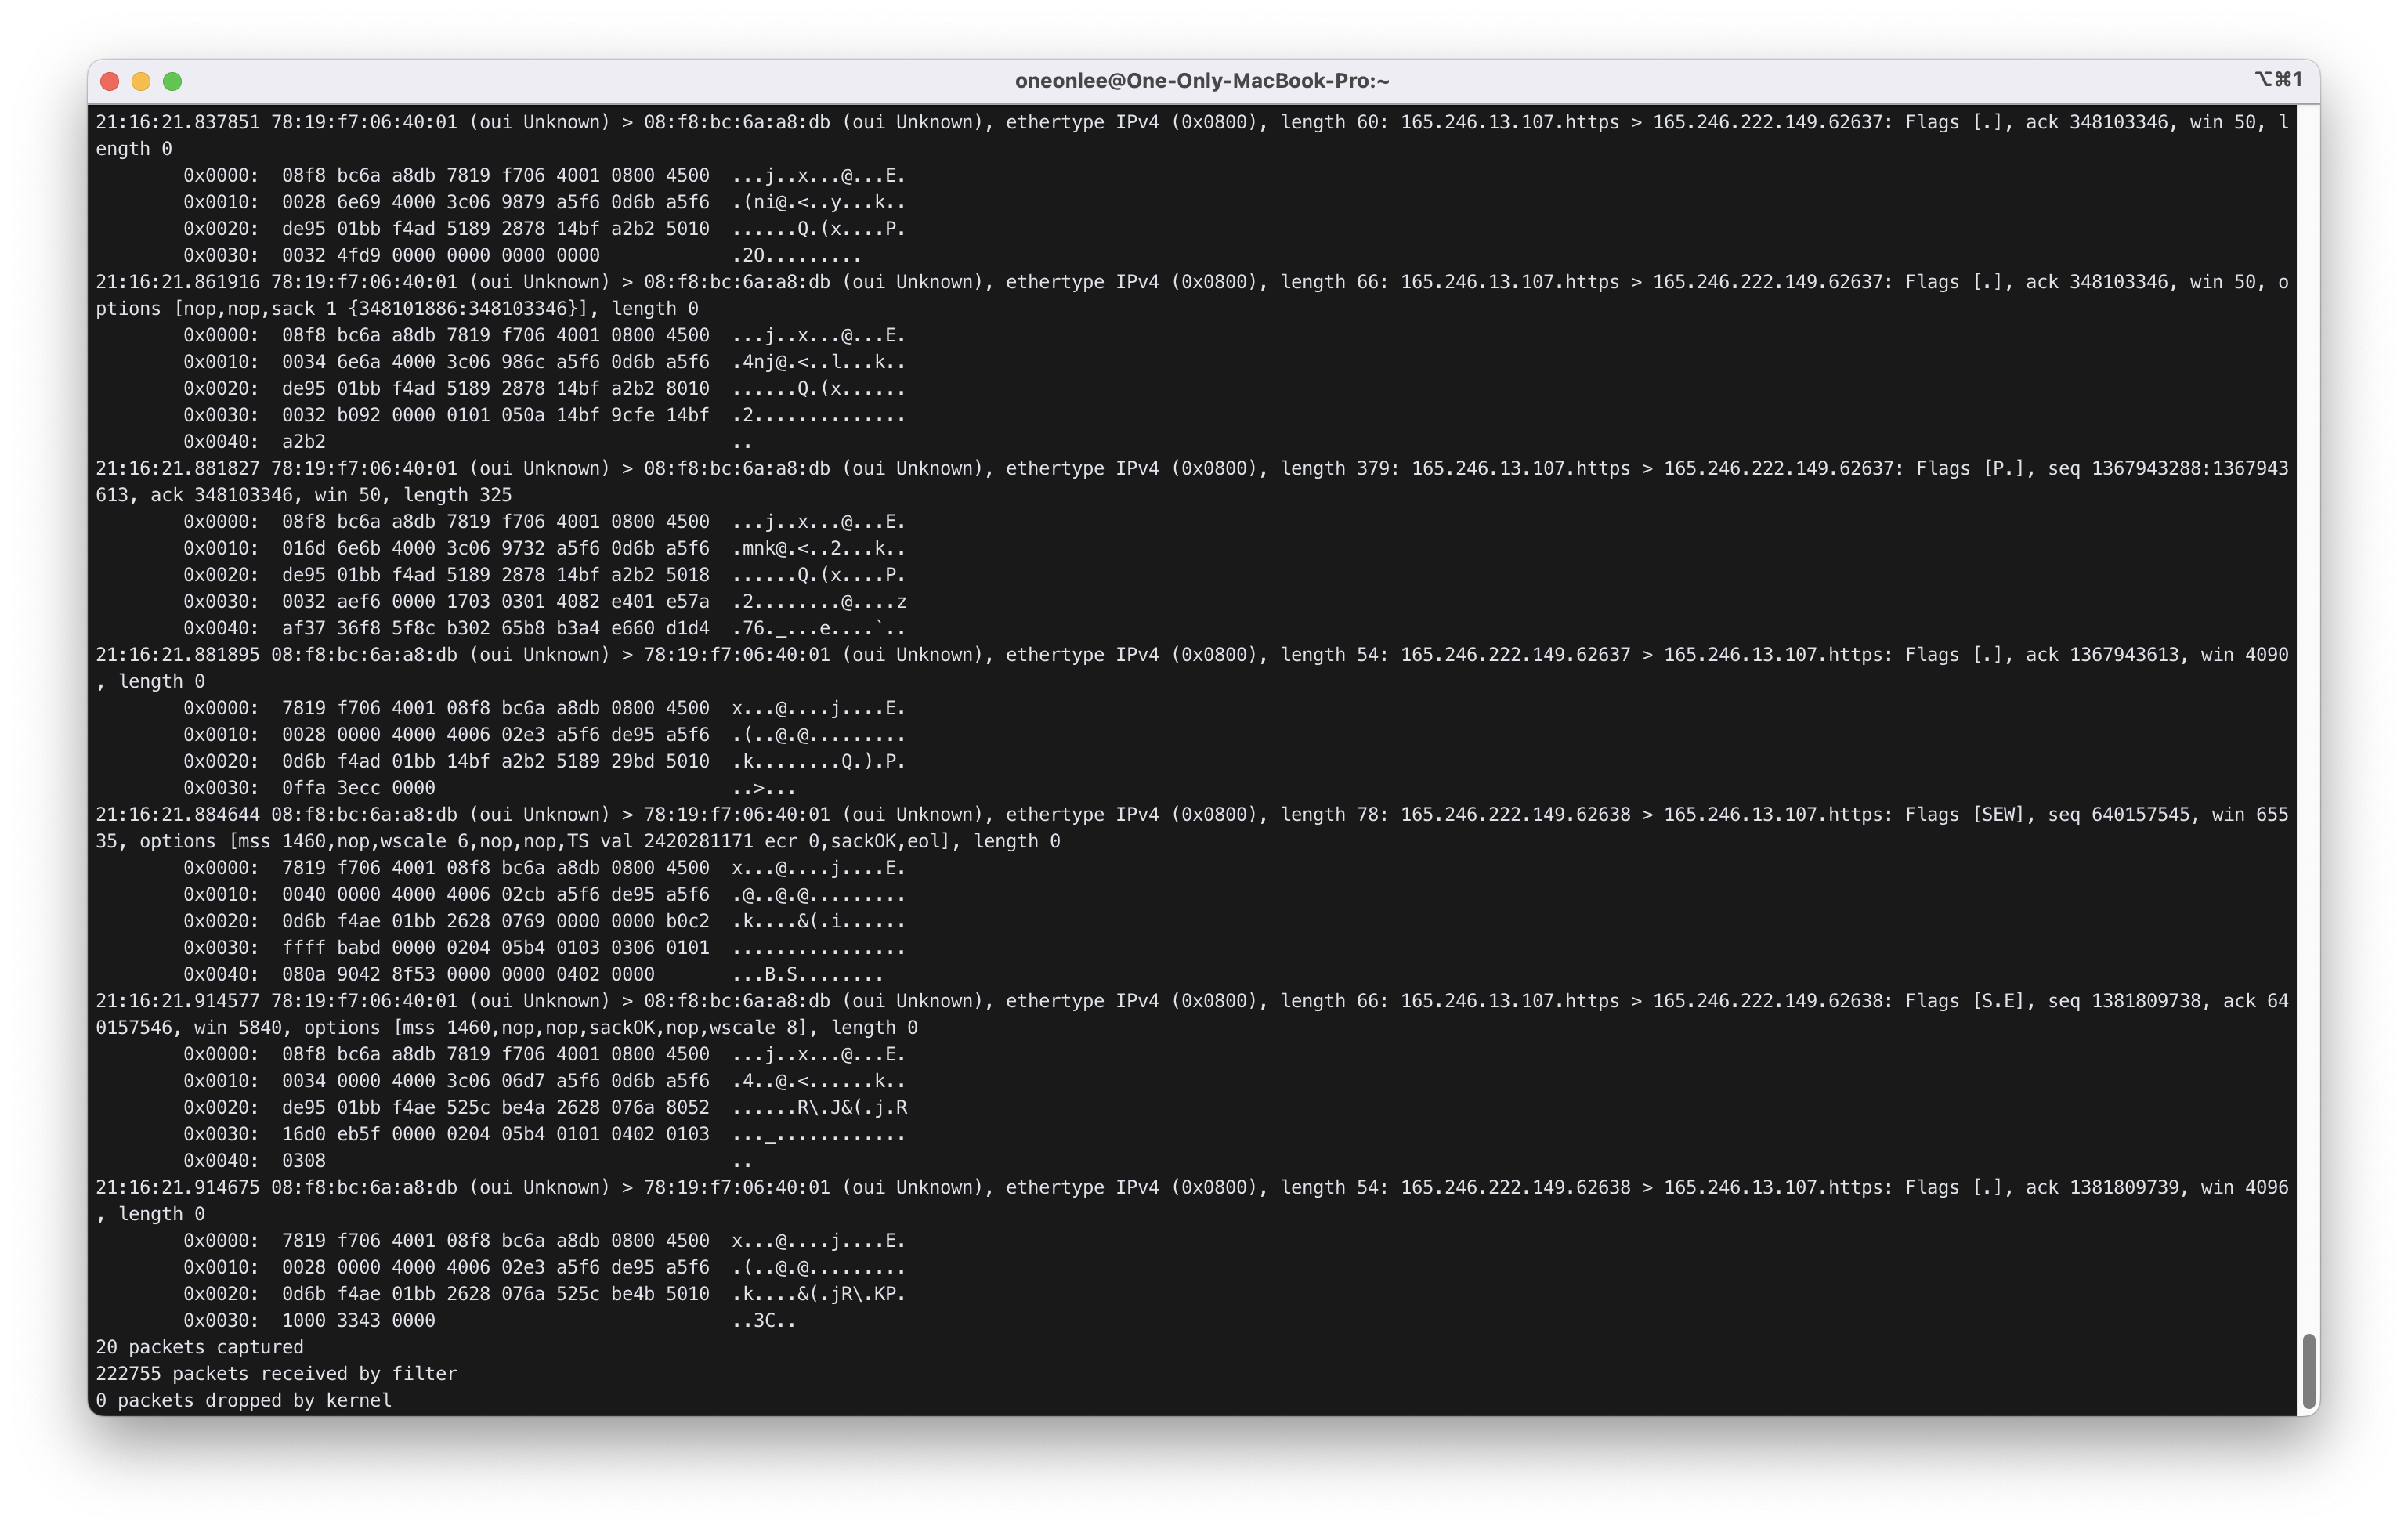 oneonlee@One-Only-MacBook-Pro:~
⌥⌘1
21:16:21.837851 78:19:f7:06:40:01 (oui Unknown) > 08:f8:bc:6a:a8:db (oui Unknown), ethertype IPv4 (0x0800), length 60: 165.246.13.107.https > 165.246.222.149.62637: Flags [.], ack 348103346, win 50, l
ength 0
0x0000:  08f8 bc6a a8db 7819 f706 4001 0800 4500  ...j..x...@...E.
0x0010:  0028 6e69 4000 3c06 9879 a5f6 0d6b a5f6  .(ni@.<..y...k..
0x0020:  de95 01bb f4ad 5189 2878 14bf a2b2 5010  ......Q.(x....P.
0x0030:  0032 4fd9 0000 0000 0000 0000            .2O.........
21:16:21.861916 78:19:f7:06:40:01 (oui Unknown) > 08:f8:bc:6a:a8:db (oui Unknown), ethertype IPv4 (0x0800), length 66: 165.246.13.107.https > 165.246.222.149.62637: Flags [.], ack 348103346, win 50, o
ptions [nop,nop,sack 1 {348101886:348103346}], length 0
0x0000:  08f8 bc6a a8db 7819 f706 4001 0800 4500  ...j..x...@...E.
0x0010:  0034 6e6a 4000 3c06 986c a5f6 0d6b a5f6  .4nj@.<..l...k..
0x0020:  de95 01bb f4ad 5189 2878 14bf a2b2 8010  ......Q.(x......
0x0030:  0032 b092 0000 0101 050a 14bf 9cfe 14bf  .2..............
0x0040:  a2b2                                     ..
21:16:21.881827 78:19:f7:06:40:01 (oui Unknown) > 08:f8:bc:6a:a8:db (oui Unknown), ethertype IPv4 (0x0800), length 379: 165.246.13.107.https > 165.246.222.149.62637: Flags [P.], seq 1367943288:1367943
613, ack 348103346, win 50, length 325
0x0000:  08f8 bc6a a8db 7819 f706 4001 0800 4500  ...j..x...@...E.
0x0010:  016d 6e6b 4000 3c06 9732 a5f6 0d6b a5f6  .mnk@.<..2...k..
0x0020:  de95 01bb f4ad 5189 2878 14bf a2b2 5018  ......Q.(x....P.
0x0030:  0032 aef6 0000 1703 0301 4082 e401 e57a  .2........@....z
0x0040:  af37 36f8 5f8c b302 65b8 b3a4 e660 d1d4  .76._...e....`..
21:16:21.881895 08:f8:bc:6a:a8:db (oui Unknown) > 78:19:f7:06:40:01 (oui Unknown), ethertype IPv4 (0x0800), length 54: 165.246.222.149.62637 > 165.246.13.107.https: Flags [.], ack 1367943613, win 4090
, length 0
0x0000:  7819 f706 4001 08f8 bc6a a8db 0800 4500  x...@....j....E.
0x0010:  0028 0000 4000 4006 02e3 a5f6 de95 a5f6  .(..@.@.........
0x0020:  0d6b f4ad 01bb 14bf a2b2 5189 29bd 5010  .k........Q.).P.
0x0030:  0ffa 3ecc 0000                           ..>...
21:16:21.884644 08:f8:bc:6a:a8:db (oui Unknown) > 78:19:f7:06:40:01 (oui Unknown), ethertype IPv4 (0x0800), length 78: 165.246.222.149.62638 > 165.246.13.107.https: Flags [SEW], seq 640157545, win 655
35, options [mss 1460,nop,wscale 6,nop,nop,TS val 2420281171 ecr 0,sackOK,eol], length 0
0x0000:  7819 f706 4001 08f8 bc6a a8db 0800 4500  x...@....j....E.
0x0010:  0040 0000 4000 4006 02cb a5f6 de95 a5f6  .@..@.@.........
0x0020:  0d6b f4ae 01bb 2628 0769 0000 0000 b0c2  .k....&(.i......
0x0030:  ffff babd 0000 0204 05b4 0103 0306 0101  ................
0x0040:  080a 9042 8f53 0000 0000 0402 0000       ...B.S........
21:16:21.914577 78:19:f7:06:40:01 (oui Unknown) > 08:f8:bc:6a:a8:db (oui Unknown), ethertype IPv4 (0x0800), length 66: 165.246.13.107.https > 165.246.222.149.62638: Flags [S.E], seq 1381809738, ack 64
0157546, win 5840, options [mss 1460,nop,nop,sackOK,nop,wscale 8], length 0
0x0000:  08f8 bc6a a8db 7819 f706 4001 0800 4500  ...j..x...@...E.
0x0010:  0034 0000 4000 3c06 06d7 a5f6 0d6b a5f6  .4..@.<......k..
0x0020:  de95 01bb f4ae 525c be4a 2628 076a 8052  ......R\.J&(.j.R
0x0030:  16d0 eb5f 0000 0204 05b4 0101 0402 0103  ..._............
0x0040:  0308                                     ..
21:16:21.914675 08:f8:bc:6a:a8:db (oui Unknown) > 78:19:f7:06:40:01 (oui Unknown), ethertype IPv4 (0x0800), length 54: 165.246.222.149.62638 > 165.246.13.107.https: Flags [.], ack 1381809739, win 4096
, length 0
0x0000:  7819 f706 4001 08f8 bc6a a8db 0800 4500  x...@....j....E.
0x0010:  0028 0000 4000 4006 02e3 a5f6 de95 a5f6  .(..@.@.........
0x0020:  0d6b f4ae 01bb 2628 076a 525c be4b 5010  .k....&(.jR\.KP.
0x0030:  1000 3343 0000                           ..3C..
20 packets captured
222755 packets received by filter
0 packets dropped by kernel